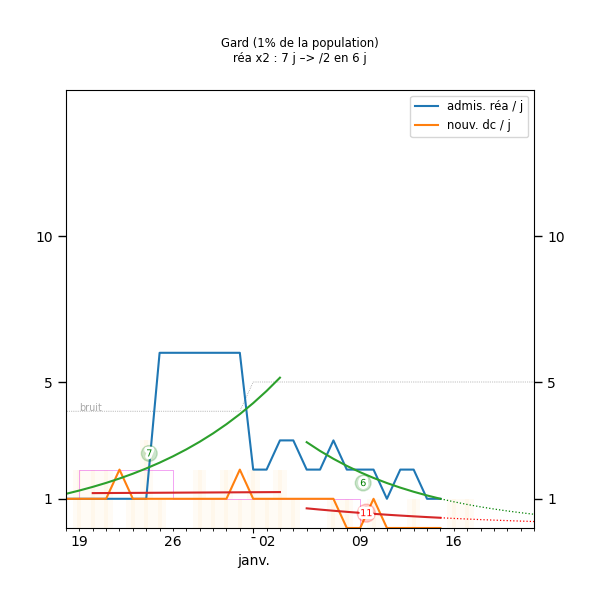 Gard (1% de la population)
réa x2 : 7 j –> /2 en 6 j
admis. réa / j
nouv. dc / j
10
10
5
5
bruit
7
6
11
1
1
19
26
02
09
16
janv.